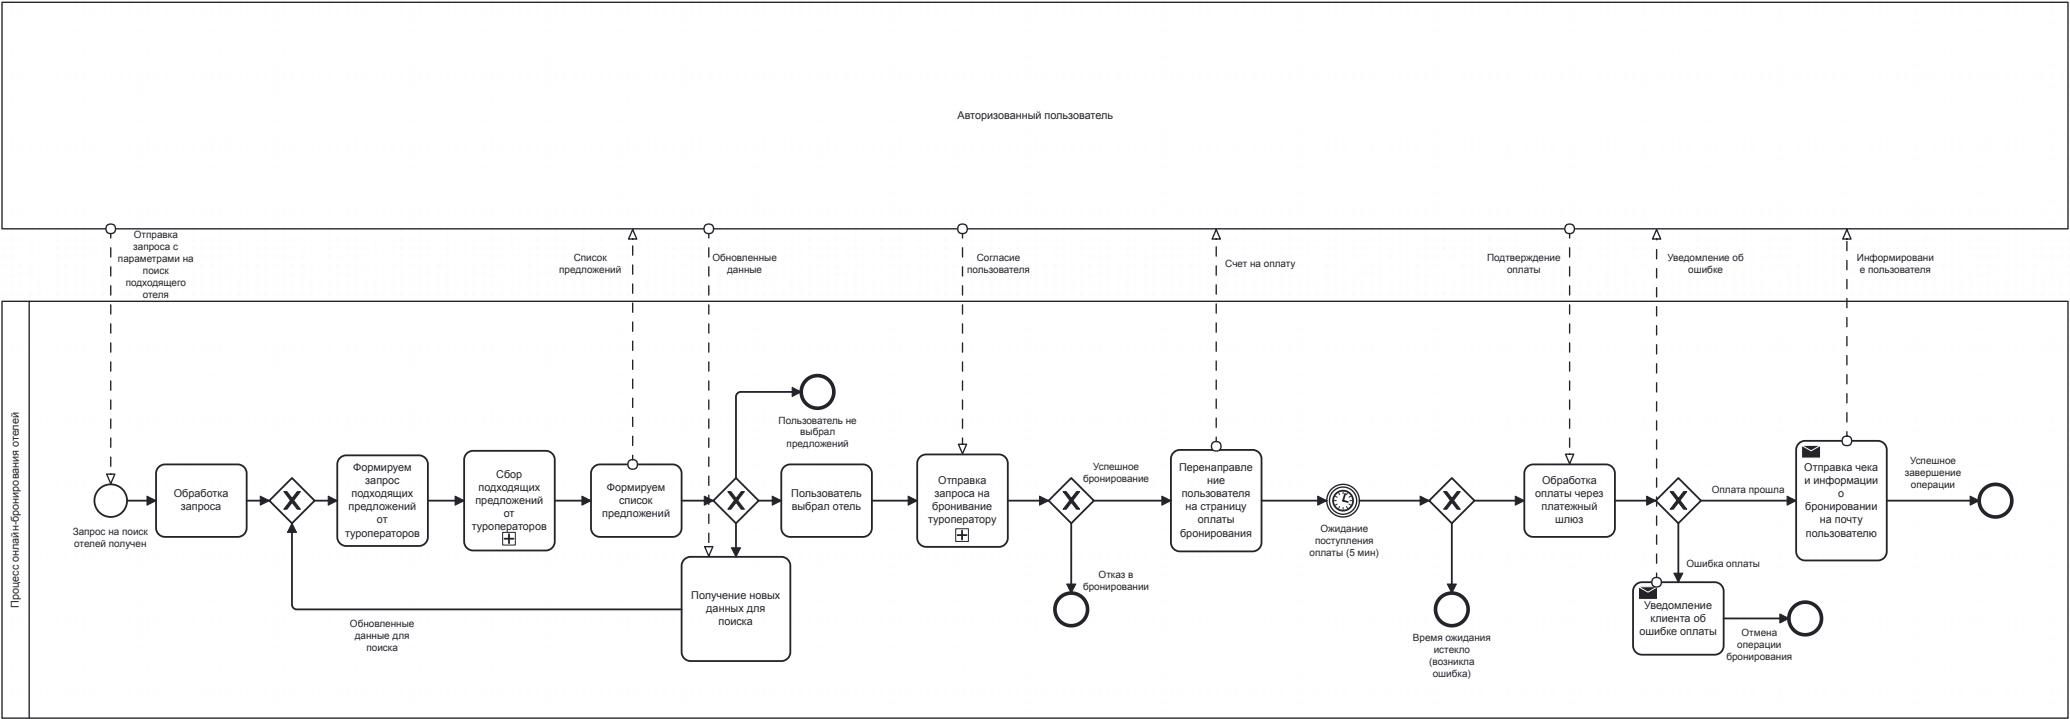 Авторизованный пользователь
Отправка
запроса с
параметрами на
поиск
подходящего
отеля
Список
предложений
Обновленные
данные
Согласие
пользователя
Счет на оплату
Подтверждение
оплаты
Уведомление об
ошибке
Информировани
е пользователя
Процесс онлайн-бронирования отелей
Запрос на поиск
отелей получен
Обработка
запроса
Формируем
запрос
подходящих
предложений
от
туроператоров
Сбор
подходящих
предложений
от
туроператоров
Формируем
список
предложений
Пользователь не
выбрал
предложений
Пользователь
выбрал отель
Получение новых
данных для
поиска
Обновленные
данные для
поиска
Отправка
запроса на
бронивание
туроператору
Успешное
бронирование
Отказ в
бронировании
Перенаправле
ние
пользователя
на страницу
оплаты
бронирования
Ожидание
поступления
оплаты (5 мин)
Время ожидания
истекло
(возникла
ошибка)
Обработка
оплаты через
платежный
шлюз
Оплата прошла
Ошибка оплаты
Уведомление
клиента об
ошибке оплаты
Отмена
операции
бронирования
Отправка чека
и информации
о
бронировании
на почту
пользователю
Успешное
завершение
операции